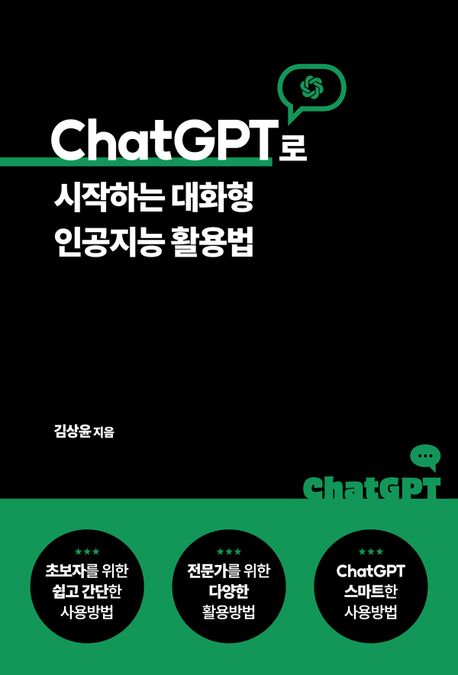 ChatGPT로
시작하는 대화형
인공지능 활용법
김상윤 지음
ChatGPT
초보자를 위한
쉽고 간단한
사용방법
전문가를 위한
다양한
활용방법
ChatGPT
스마트한
사용방법